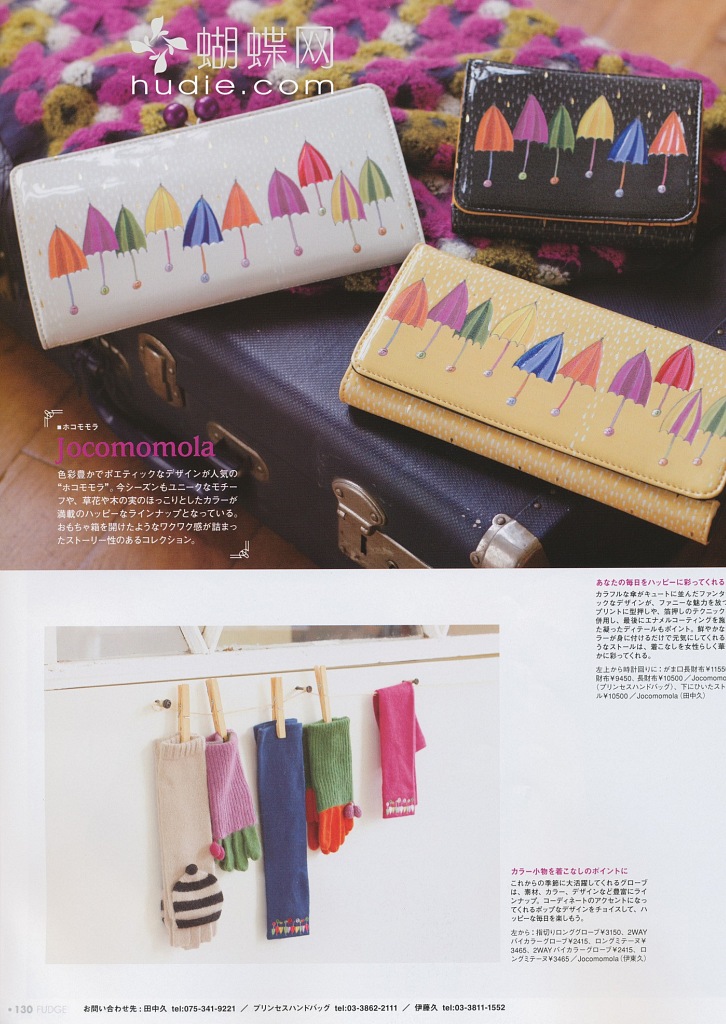 蝴蝶网
hudie.com
■ホコモモラ
Jocomomola
色彩豊かでポエティックなデザインが人気の
“ホコモモラ”。今シーズンもユニークなモチー
フや、草花や木の実のほっこりとしたカラーが
満載のハッピーなラインナップとなっている。
おもちゃ箱を開けたようなワクワク感が詰まっ
たストーリー性のあるコレクション。
あなたの毎日をハッピーに彩ってくれる
カラフルな傘がキュートに並んだファンタ
ックなデザインが、ファニーな魅力を放つ
プリントに型押しや、箔押しのテクニック
併用し、最後にエナメルコーティングを施
た凝ったディテールもポイント。鮮やかな
ラーが身に付けるだけで元気にしてくれる
うなストールは、着こなしを女性らしく華
かに彩ってくれる。
左上から時計回りに：がま口長財布¥1155
財布¥9450、長財布¥10500／Jocomomo
（プリンセスハンドバッグ）、下にひいたスト
ル¥10500／Jocomomola（田中久）
カラー小物を着こなしのポイントに
これからの季節に大活躍してくれるグローブ
は、素材、カラー、デザインなど豊富にライ
ンナップ。コーディネートのアクセントになっ
てくれるポップなデザインをチョイスして、ハ
ッピーな毎日を楽しもう。
左から：指切りロンググローブ¥3150、2WAY
バイカラーグローブ¥2415、ロングミテーヌ¥
3465、2WAYバイカラーグローブ¥2415、ロ
ングミテーヌ¥3465／Jocomomola（伊東久）
・130 FUDGE
お問い合わせ先：田中久 tel:075-341-9221 ／ プリンセスハンドバッグ tel:03-3862-2111 ／ 伊藤久 tel:03-3811-1552